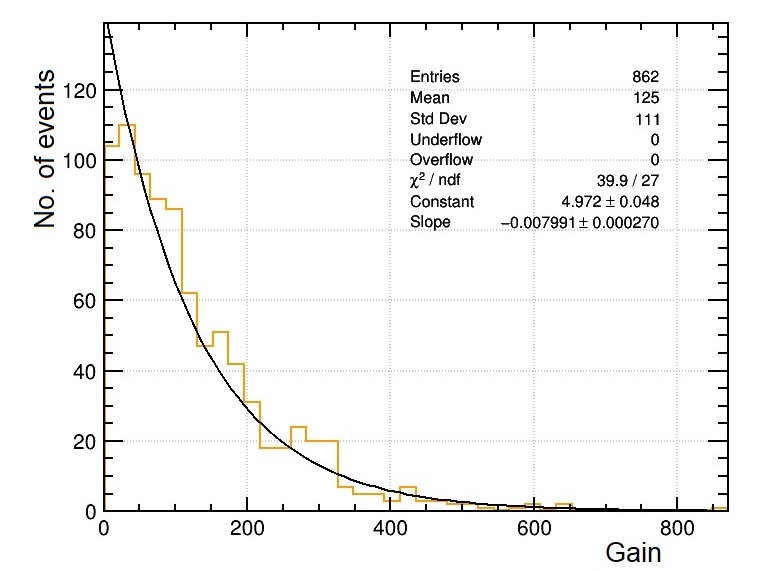 No. of events
120
100
80
60
40
20
0
Entries 862
Mean 125
Std Dev 111
Underflow 0
Overflow 0
χ² / ndf 39.9 / 27
Constant 4.972 ± 0.048
Slope −0.007991 ± 0.000270
0 200 400 600 800
Gain